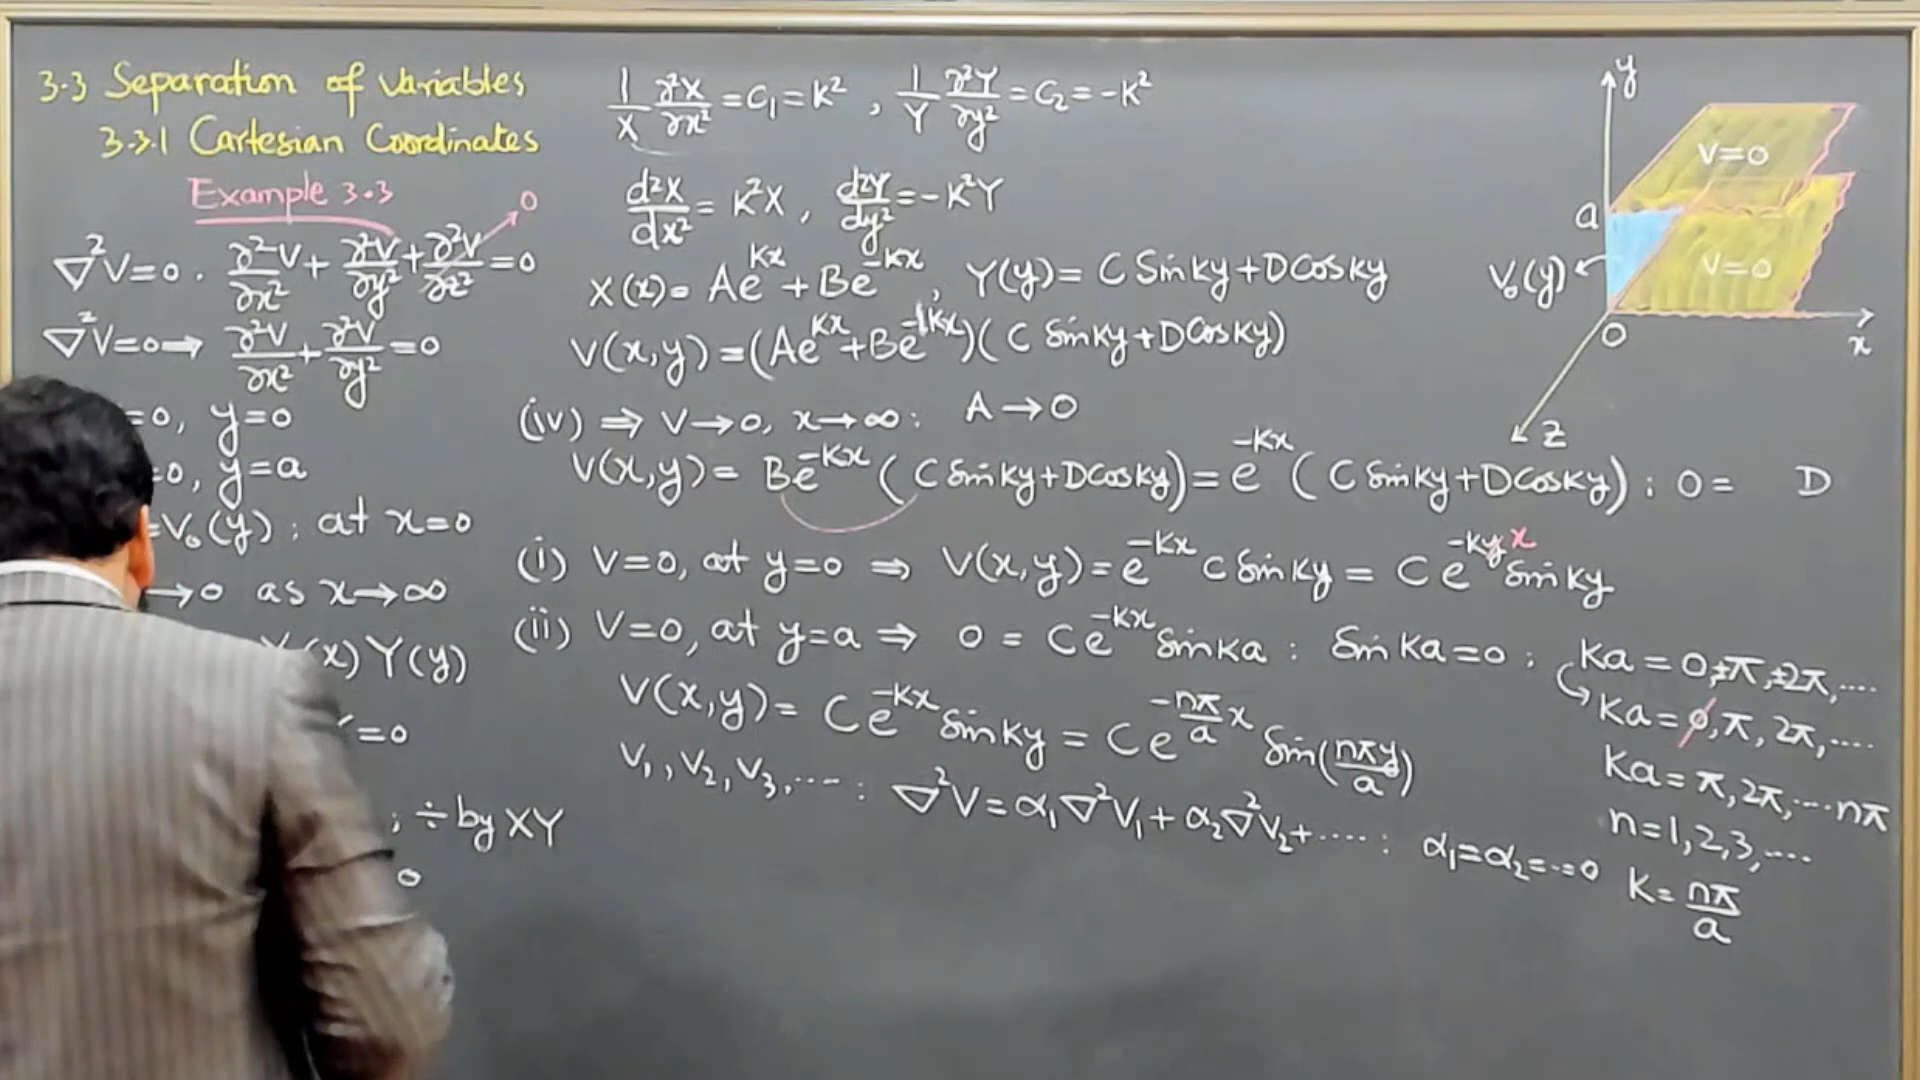 3.3 Separation of Variables
3.3.1 Cartesian Coordinates
Example 3.3
∇²V=0. ∂²V/∂x² + ∂²V/∂y² + ∂²V/∂z² = 0 → 0
∇²V=0 ⇒ ∂²V/∂x² + ∂²V/∂y² = 0
=0, y=0
=0, y=a
=V₀(y) : at x=0
→0 as x→∞
(x) Y(y)
=0
; ÷ by XY
0
1/X ∂²X/∂x² = C₁ = K², 1/Y ∂²Y/∂y² = C₂ = -K²
d²X/dx² = K²X, d²Y/dy² = -K²Y
X(x) = Ae^{Kx} + Be^{-Kx}, Y(y) = C Sin ky + D Cos ky
V(x,y) = (Ae^{Kx} + Be^{-Kx})(C Sin ky + D Cos ky)
(iv) ⇒ V→0, x→∞ : A→0
V(x,y) = Be^{-Kx} (C Sin ky + D Cos ky) = e^{-Kx} (C Sin ky + D Cos ky) ; 0 = D
(i) V=0, at y=0 ⇒ V(x,y) = e^{-Kx} C Sin ky = C e^{-Ky x} Sin ky
(ii) V=0, at y=a ⇒ 0 = C e^{-Kx} Sin Ka : Sin Ka = 0 ; Ka = 0, ±π, ±2π, ....
Ka = 0, π, 2π, ....
V(x,y) = C e^{-Kx} Sin ky = C e^{-nπ/a x} Sin(nπy/a)
Ka = π, 2π, ... nπ
V₁, V₂, V₃, .... : ∇²V = α₁∇²V₁ + α₂∇²V₂ + .... : α₁ = α₂ = ... 0
n = 1, 2, 3, ....
K = nπ/a
y
V=0
a
V₀(y)
V=0
0
x
z